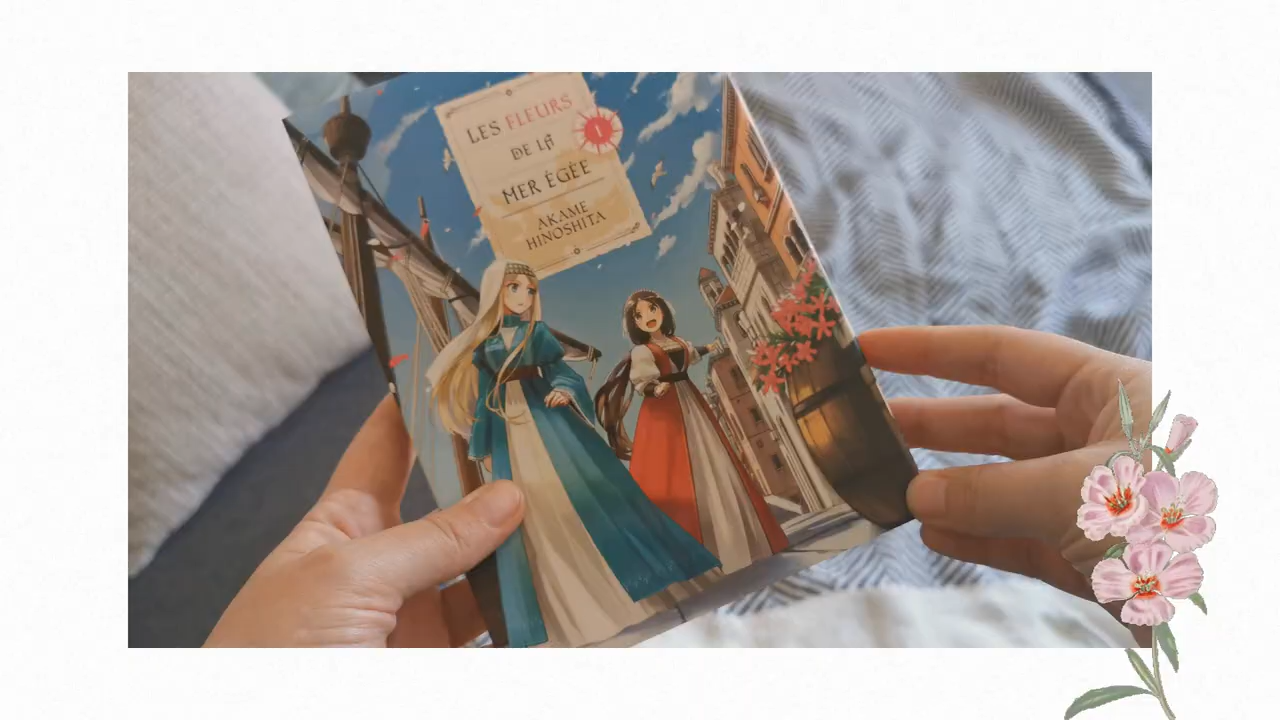 LES FLEURS
1
DE LA
MER ÉGÉE
AKAME
HINOSHITA